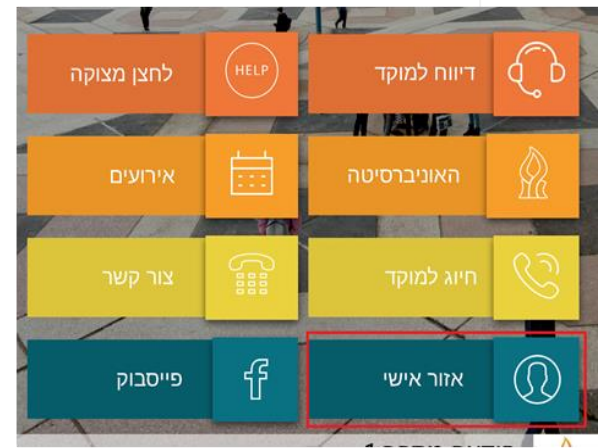 דיווח למוקד
HELP
לחצן מצוקה
האוניברסיטה
אירועים
חיוג למוקד
צור קשר
אזור אישי
פייסבוק